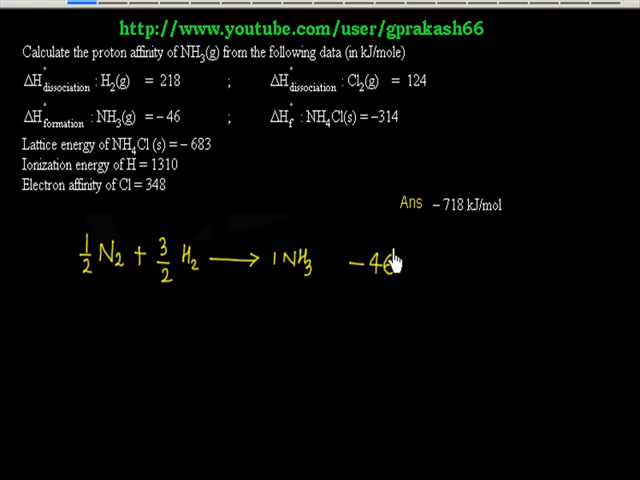 http://www.youtube.com/user/gprakash66
Calculate the proton affinity of NH₃(g) from the following data (in kJ/mole)
ΔH°dissociation : H₂(g) = 218 ; ΔH°dissociation : Cl₂(g) = 124
ΔH°formation : NH₃(g) = – 46 ; ΔH°f : NH₄Cl(s) = –314
Lattice energy of NH₄Cl (s) = – 683
Ionization energy of H = 1310
Electron affinity of Cl = 348
Ans – 718 kJ/mol
1/2 N₂ + 3/2 H₂ ⟶ 1 NH₃ – 46